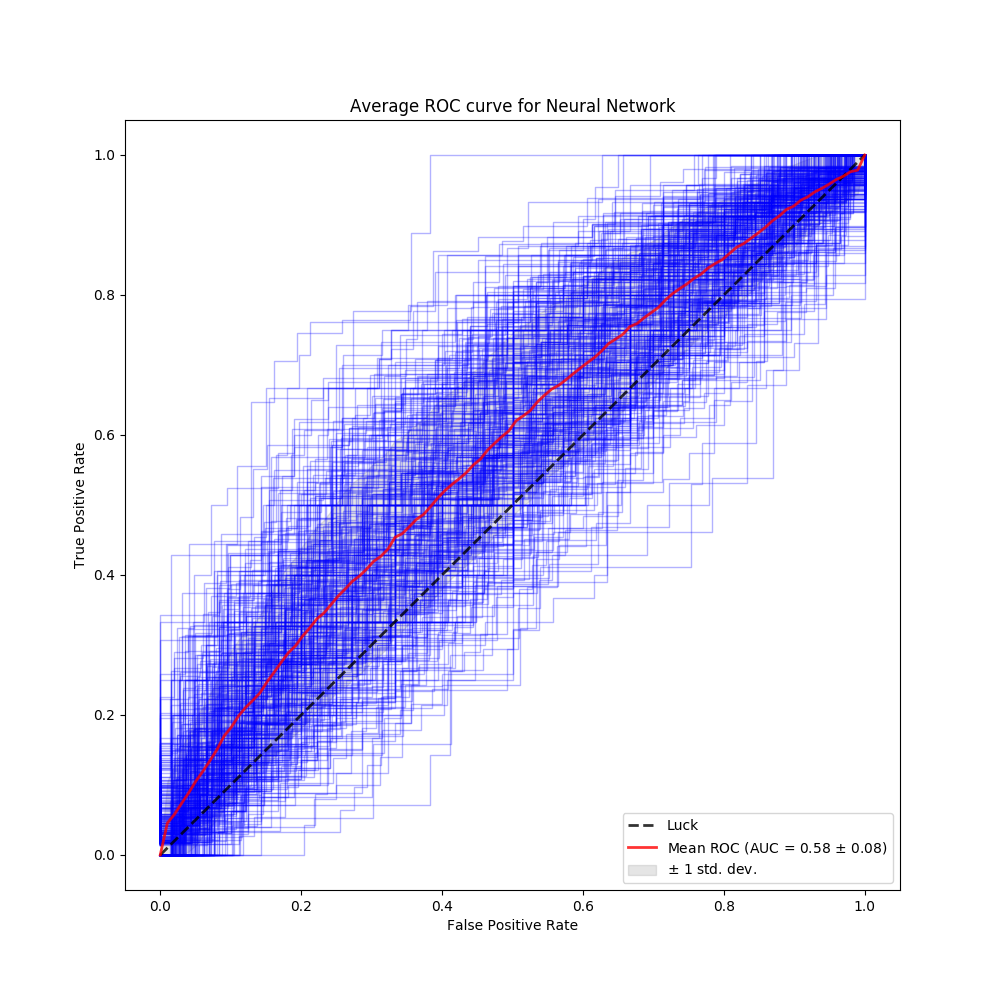 Average ROC curve for Neural Network
True Positive Rate
1.0
0.8
0.6
0.4
0.2
0.0
0.0 0.2 0.4 0.6 0.8 1.0
False Positive Rate
Luck
Mean ROC (AUC = 0.58 ± 0.08)
± 1 std. dev.